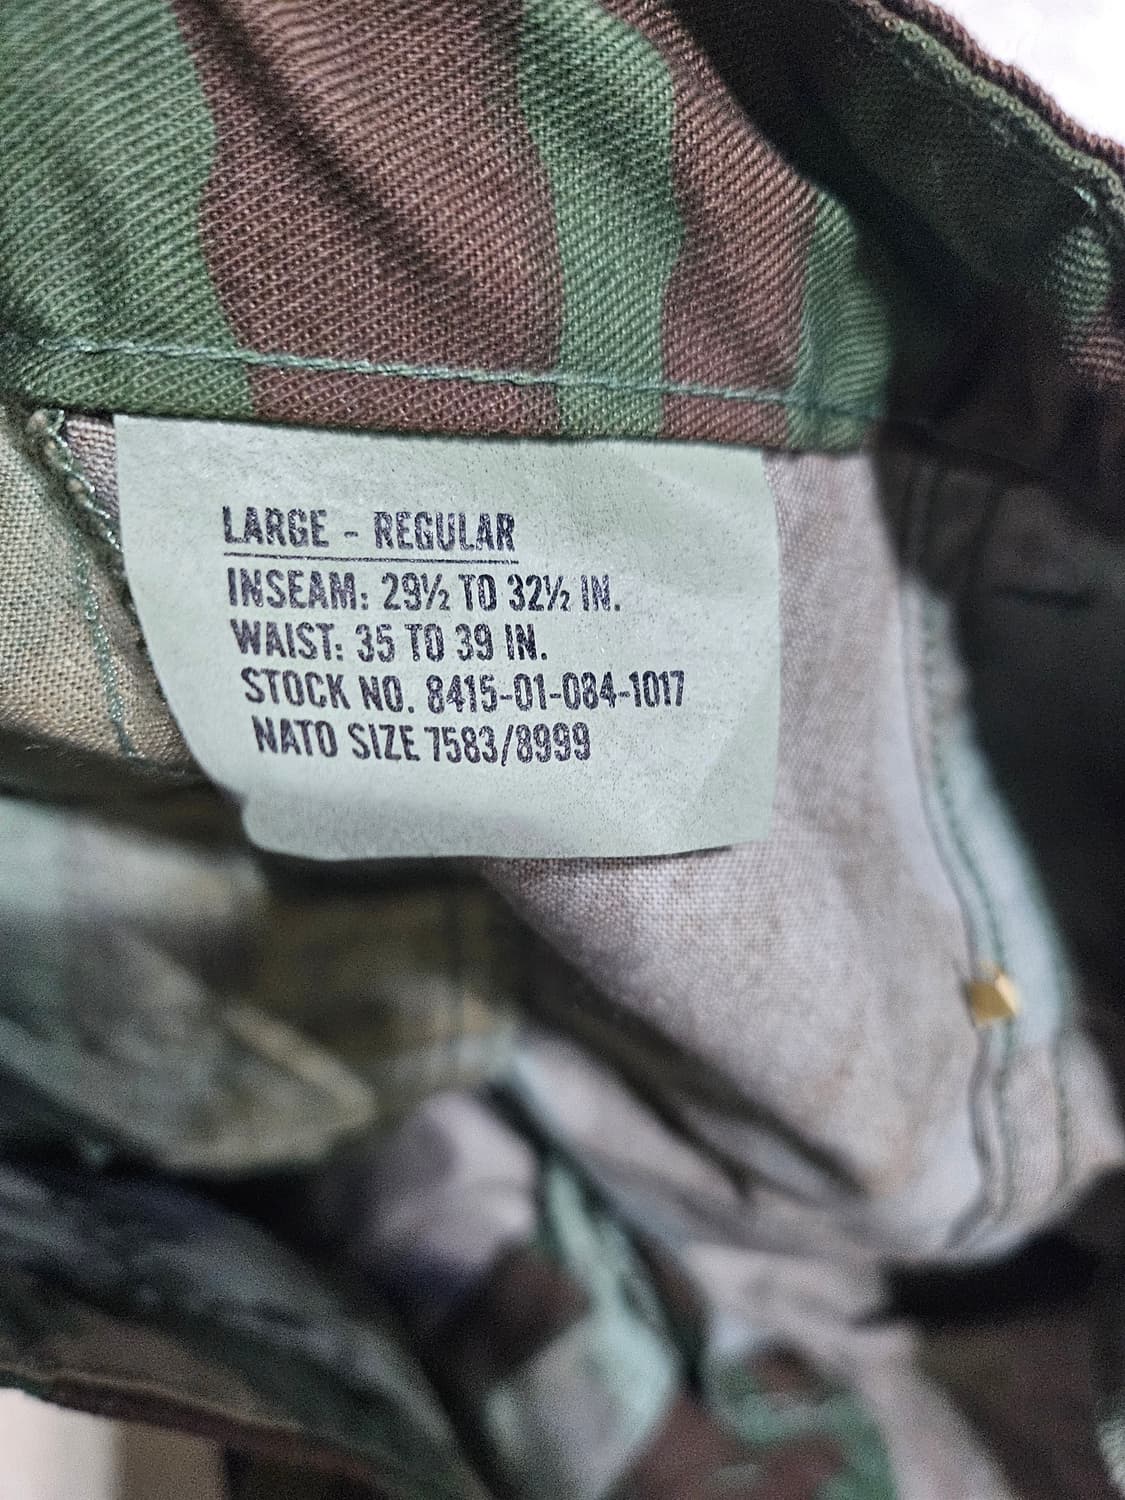 LARGE - REGULAR
INSEAM: 29½ TO 32½ IN.
WAIST: 35 TO 39 IN.
STOCK NO. 8415-01-084-1017
NATO SIZE 7583/8999